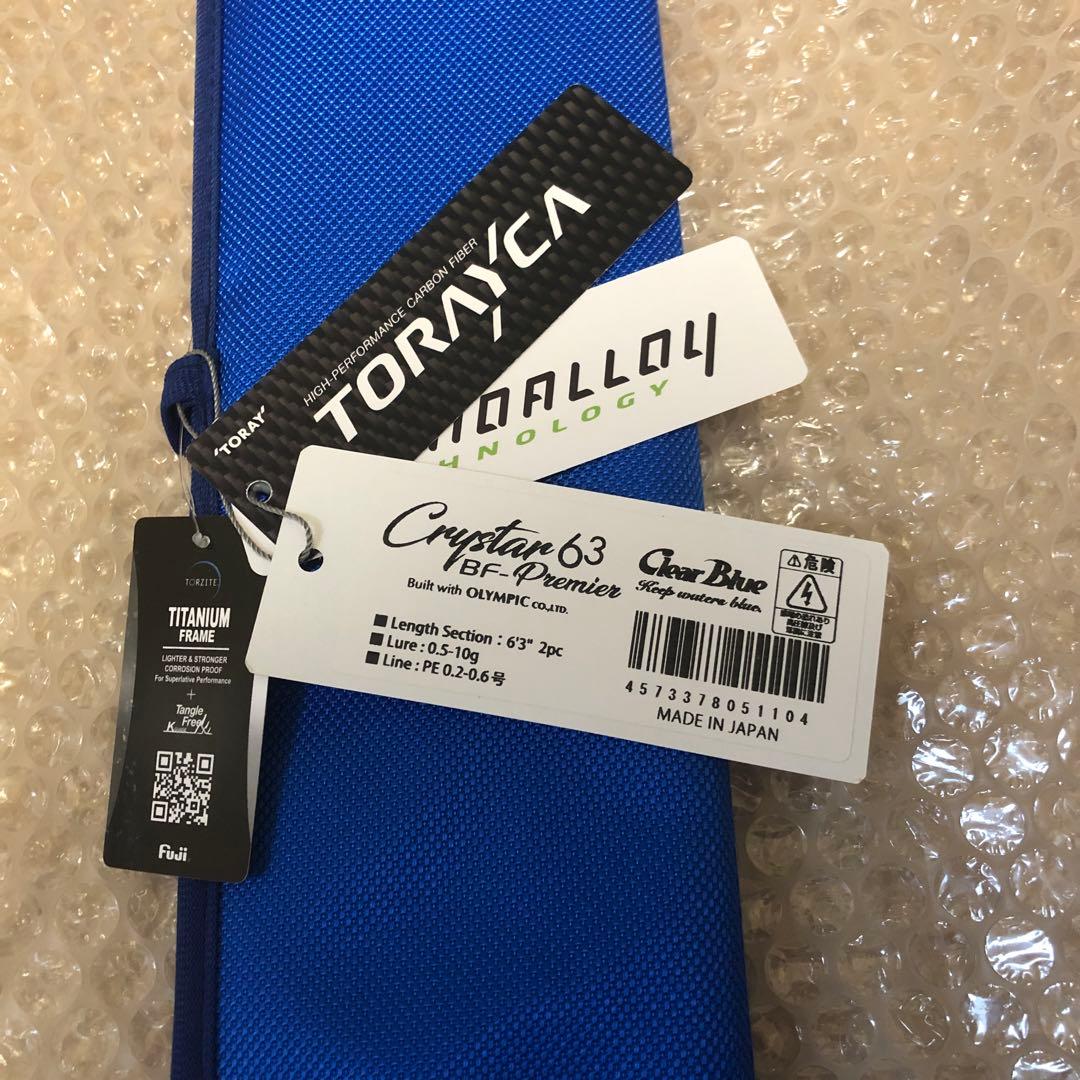 TORAYCA
HIGH-PERFORMANCE CARBON FIBER
'TORAY'
NOALLOY
HNOLOGY
TORZITE
TITANIUM
FRAME
LIGHTER & STRONGER
CORROSION PROOF
For Superlative Performance
+
Tangle
Free
Fuji
Crystar 63
BF-Premier
Built with OLYMPIC CO.,LTD.
■ Length Section : 6'3" 2pc
■ Lure : 0.5-10g
■ Line : PE 0.2-0.6号
Clear Blue
Keep waters blue.
⚠危険
4573378051104
MADE IN JAPAN